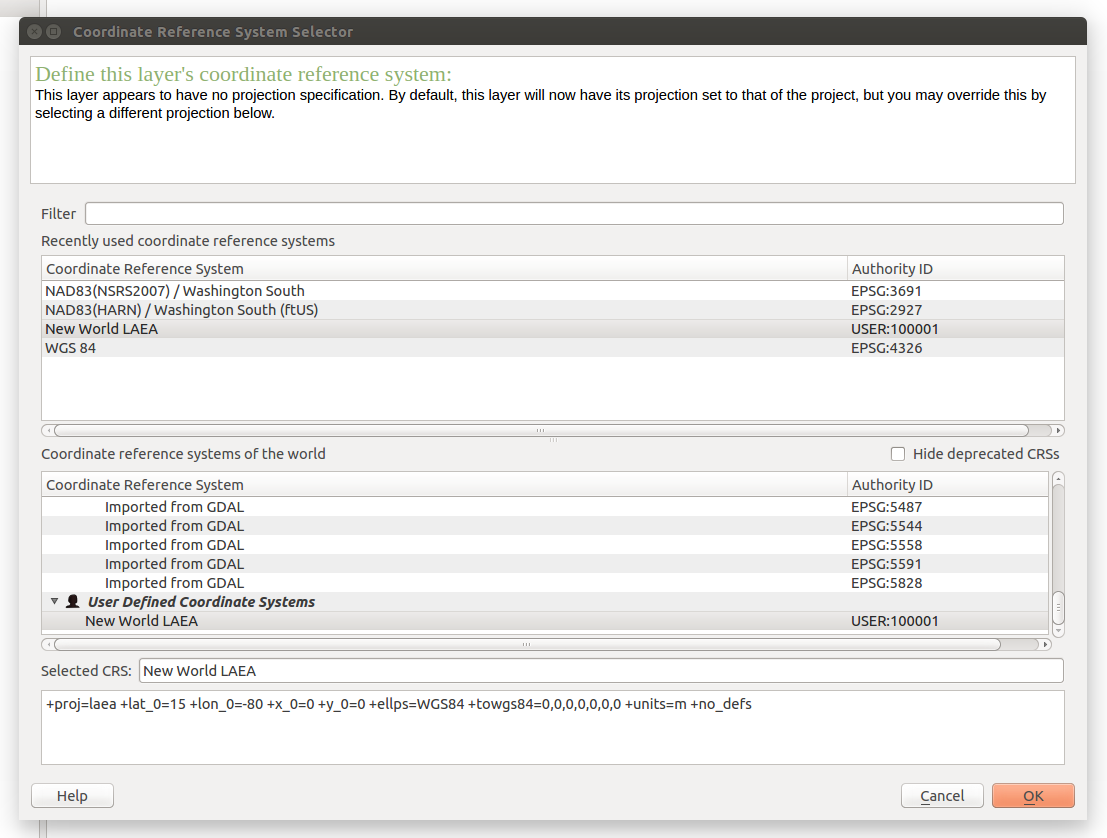 Coordinate Reference System Selector
Define this layer's coordinate reference system:
This layer appears to have no projection specification. By default, this layer will now have its projection set to that of the project, but you may override this by
selecting a different projection below.
Filter
Recently used coordinate reference systems
Coordinate Reference System Authority ID
NAD83(NSRS2007) / Washington South EPSG:3691
NAD83(HARN) / Washington South (ftUS) EPSG:2927
New World LAEA USER:100001
WGS 84 EPSG:4326
Coordinate reference systems of the world Hide deprecated CRSs
Coordinate Reference System Authority ID
Imported from GDAL EPSG:5487
Imported from GDAL EPSG:5544
Imported from GDAL EPSG:5558
Imported from GDAL EPSG:5591
Imported from GDAL EPSG:5828
User Defined Coordinate Systems
New World LAEA USER:100001
Selected CRS: New World LAEA
+proj=laea +lat_0=15 +lon_0=-80 +x_0=0 +y_0=0 +ellps=WGS84 +towgs84=0,0,0,0,0,0,0 +units=m +no_defs
Help Cancel OK